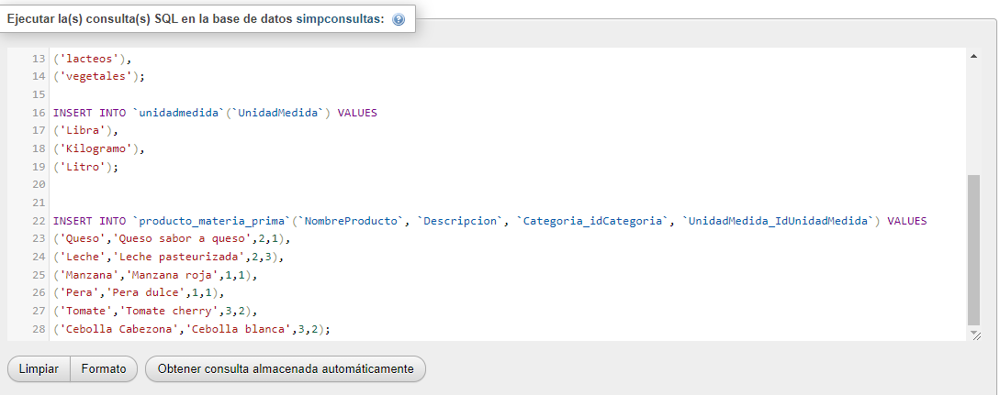 Ejecutar la(s) consulta(s) SQL en la base de datos simpconsultas:
13 ('lacteos'),
14 ('vegetales');
15
16 INSERT INTO `unidadmedida`(`UnidadMedida`) VALUES
17 ('Libra'),
18 ('Kilogramo'),
19 ('Litro');
20
21
22 INSERT INTO `producto_materia_prima`(`NombreProducto`, `Descripcion`, `Categoria_idCategoria`, `UnidadMedida_IdUnidadMedida`) VALUES
23 ('Queso','Queso sabor a queso',2,1),
24 ('Leche','Leche pasteurizada',2,3),
25 ('Manzana','Manzana roja',1,1),
26 ('Pera','Pera dulce',1,1),
27 ('Tomate','Tomate cherry',3,2),
28 ('Cebolla Cabezona','Cebolla blanca',3,2);
Limpiar Formato Obtener consulta almacenada automáticamente